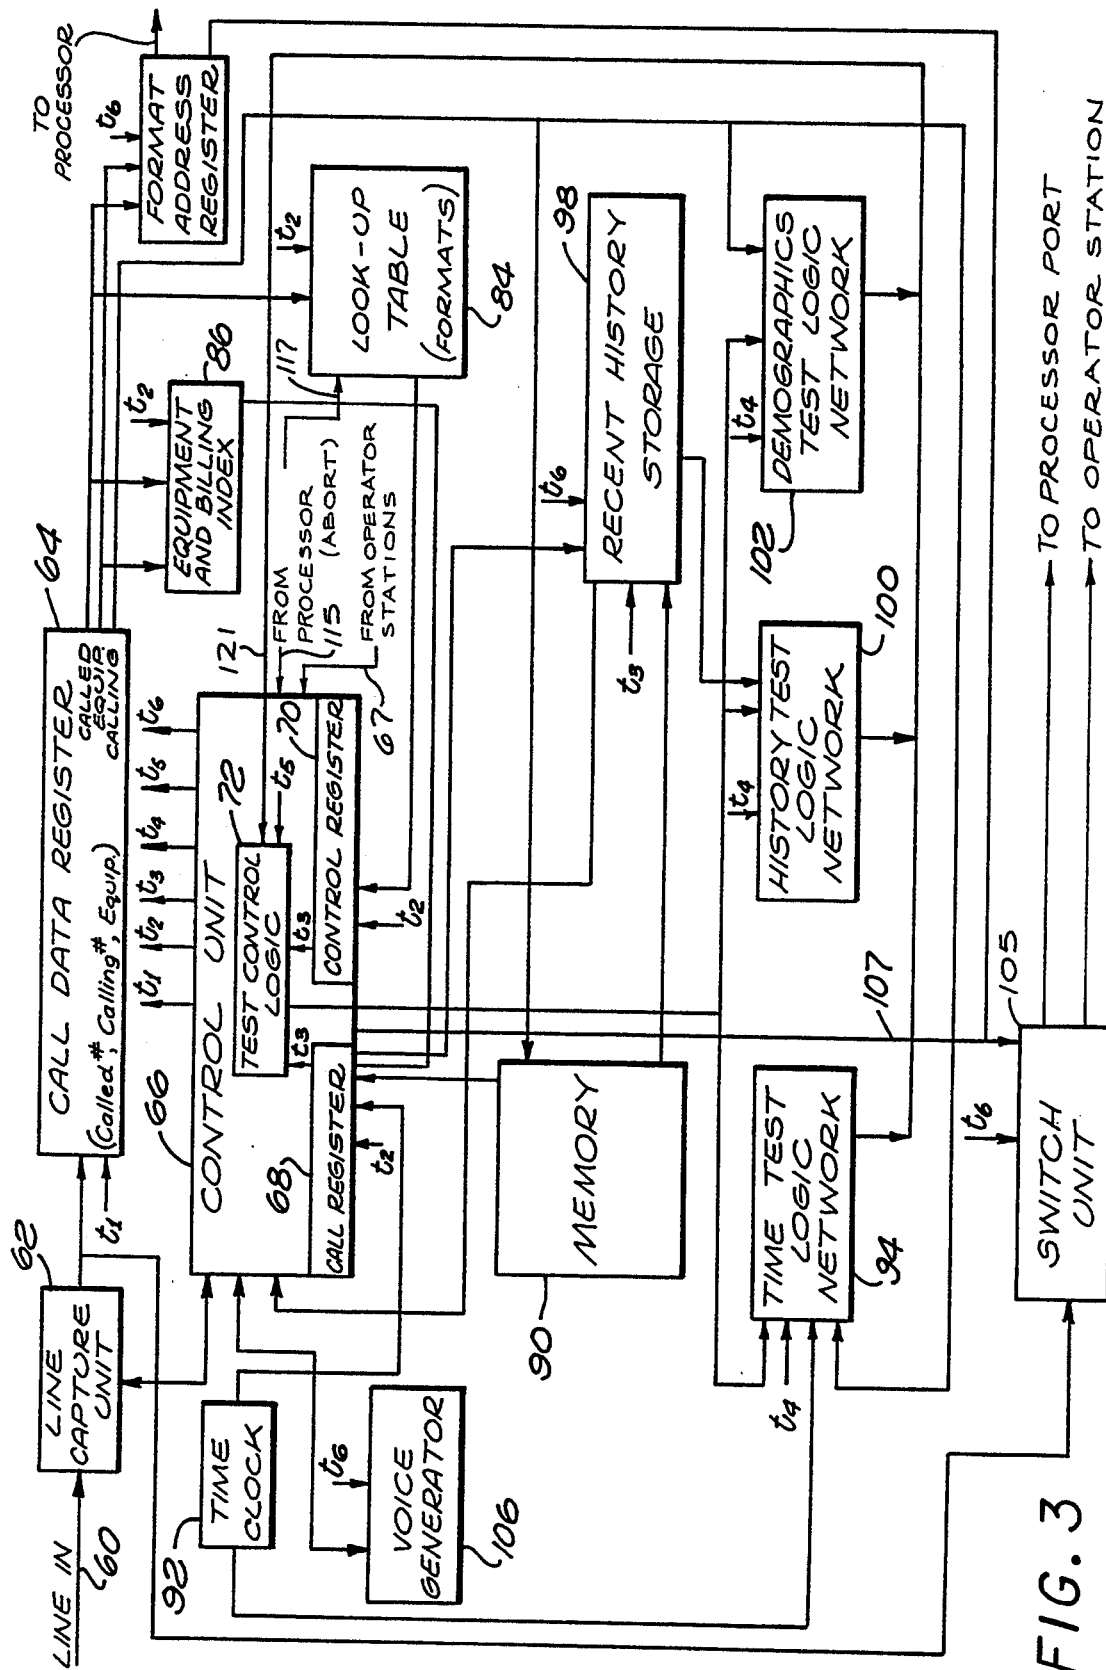 LINE IN
60
LINE
CAPTURE
UNIT
62
t1
CALL DATA REGISTER
(Called#, Calling#, Equip.)
CALLED
EQUIP.
CALLING
64
TO
PROCESSOR
t6
FORMAT
ADDRESS
REGISTER
t1
t2
t3
t4
t5
t6
66
CONTROL UNIT
68
CALL REGISTER
t2
72
TEST CONTROL
LOGIC
t3
t3
t5
70
CONTROL REGISTER
t2
121
FROM
PROCESSOR
115 (ABORT)
117
FROM OPERATOR
STATIONS
67
t2
EQUIPMENT
AND BILLING
INDEX
86
t2
LOOK-UP
TABLE
(FORMATS)
84
92
TIME
CLOCK
t6
VOICE
GENERATOR
106
MEMORY
90
t6
RECENT HISTORY
STORAGE
98
t3
t4
TIME TEST
LOGIC
NETWORK
94
t4
HISTORY TEST
LOGIC
NETWORK
100
t4
DEMOGRAPHICS
TEST LOGIC
NETWORK
102
107
t6
SWITCH
UNIT
105
TO PROCESSOR PORT
TO OPERATOR STATION
FIG. 3